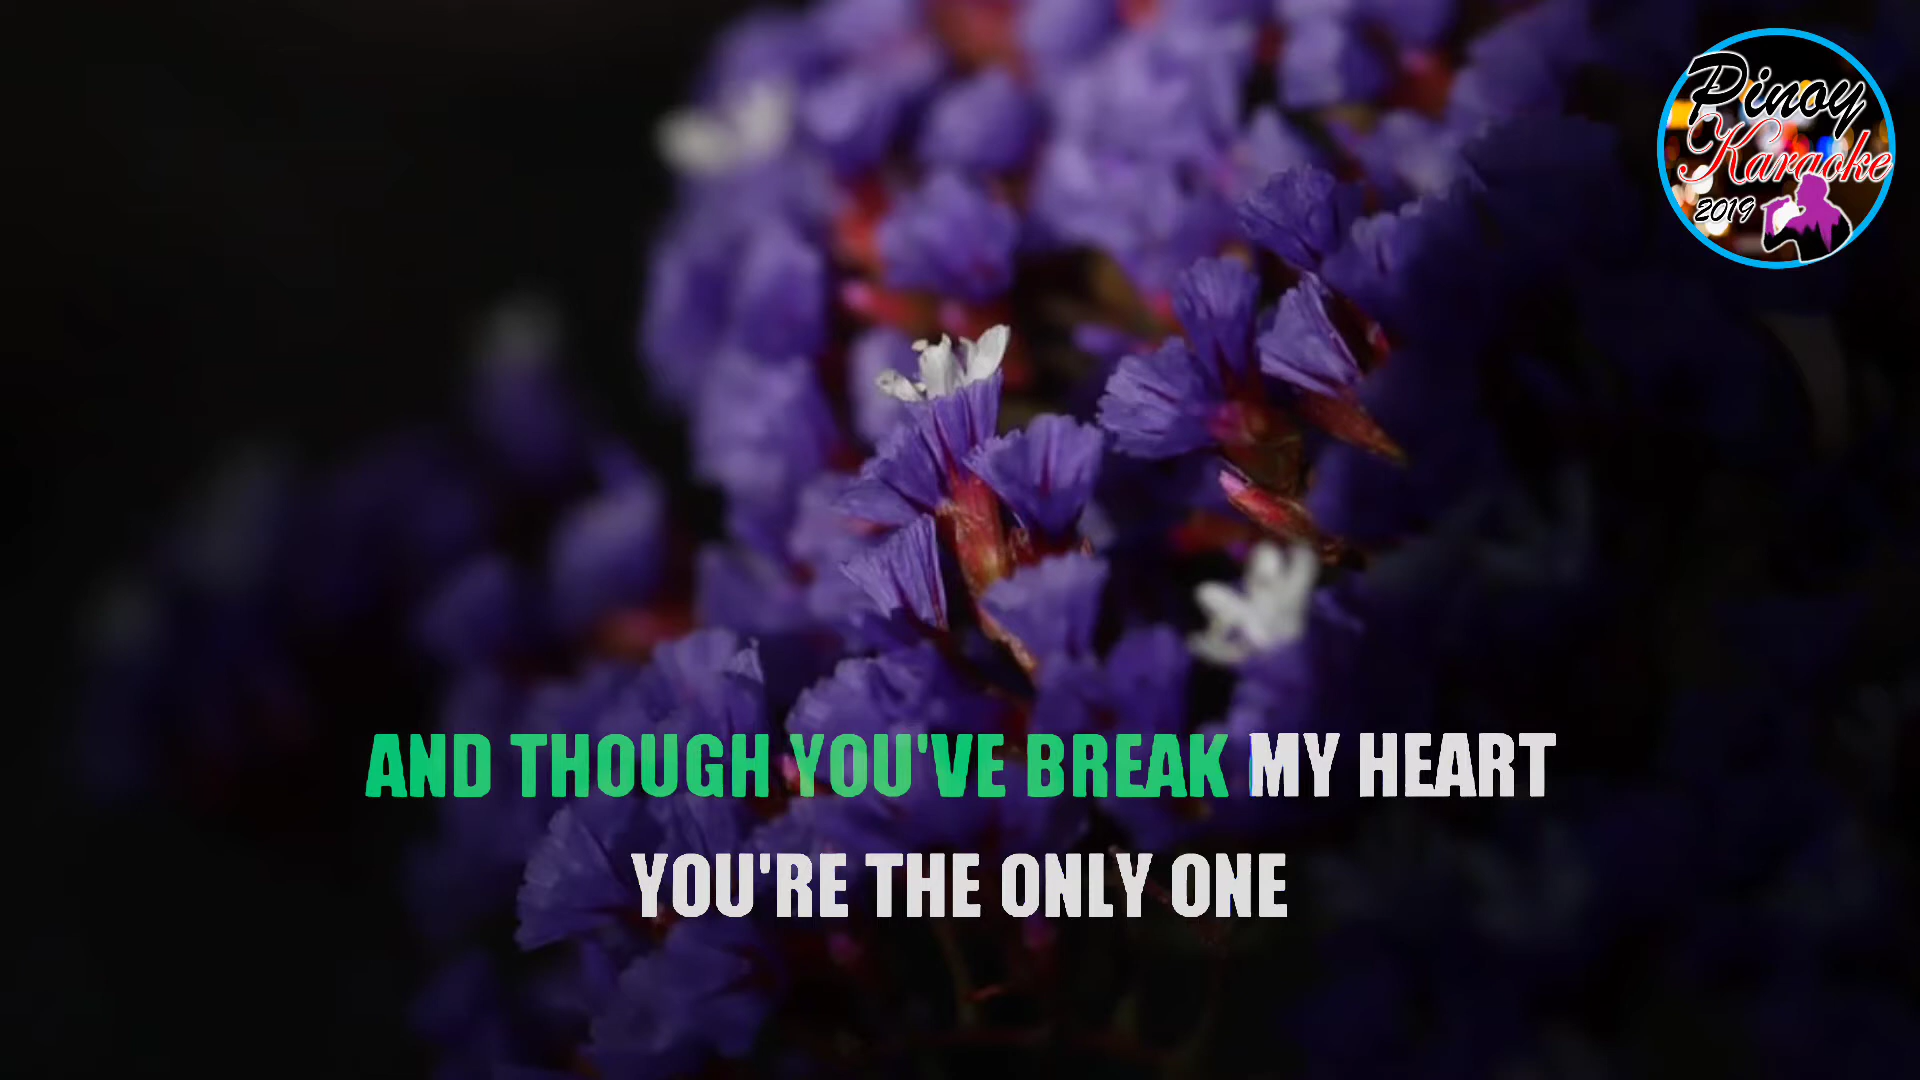 Pinoy
Karaoke
2019
AND THOUGH YOU'VE BREAK MY HEART
YOU'RE THE ONLY ONE